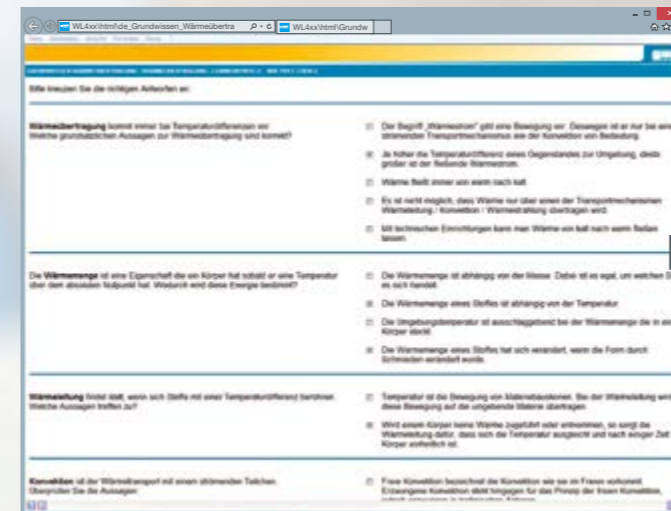 WL4xx\html\de_Grundwissen_Wärmeübertra
WL4xx\html\Grundw
Bitte kreuzen Sie die richtigen Antworten an:
Wärmeübertragung kommt immer bei Temperaturdifferenzen vor.
Welche grundsätzlichen Aussagen zur Wärmeübertragung sind korrekt?
Der Begriff „Wärmestrom“ gibt eine Bewegung vor. Deswegen ist er nur bei eine
strömenden Transportmechanismus wie der Konvektion von Bedeutung.
Je höher die Temperaturdifferenz eines Gegenstandes zur Umgebung, desto
größer ist der fließende Wärmestrom.
Wärme fließt immer von warm nach kalt
Es ist nicht möglich, dass Wärme nur über einen der Transportmechanismen
Wärmeleitung / Konvektion / Wärmestrahlung übertragen wird.
Mit technischen Einrichtungen kann man Wärme von kalt nach warm fließen
lassen.
Die Wärmemenge ist eine Eigenschaft die ein Körper hat sobald er eine Temperatur
über dem absoluten Nullpunkt hat. Wodurch wird diese Energie bestimmt?
Die Wärmemenge ist abhängig von der Masse. Dabei ist es egal, um welchen
es sich handelt.
Die Wärmemenge eines Stoffes ist abhängig von der Temperatur
Die Umgebungstemperatur ist ausschlaggebend bei der Wärmemenge die in ein
Körper steckt.
Die Wärmemenge eines Stoffes hat sich verändert, wenn die Form durch
Schmieden verändert wurde.
Wärmeleitung findet statt, wenn sich Stoffe mit einer Temperaturdifferenz berühren.
Welche Aussagen treffen zu?
Temperatur ist die Bewegung von Materiebausteinen. Bei der Wärmeleitung wird
diese Bewegung auf die umgebende Materie übertragen.
Wird einem Körper keine Wärme zugeführt oder entnommen, so sorgt die
Wärmeleitung dafür, dass sich die Temperatur ausgleicht und nach einiger Zeit
Körper einheitlich ist.
Konvektion ist der Wärmetransport mit einem strömenden Teilchen.
Überprüfen Sie die Aussagen
Freie Konvektion bezeichnet die Konvektion wie sie im Freien vorkommt.
Erzwungene Konvektion steht hingegen für das Prinzip der freien Konvektion,